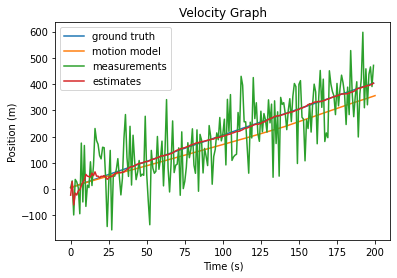 Velocity Graph
ground truth
motion model
measurements
estimates
Position (m)
600
500
400
300
200
100
0
−100
0 25 50 75 100 125 150 175 200
Time (s)